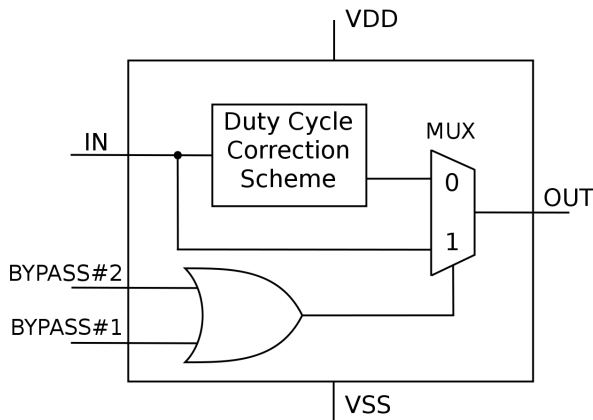 VDD
Duty Cycle
Correction
Scheme
MUX
IN
0
OUT
1
BYPASS#2
BYPASS#1
VSS